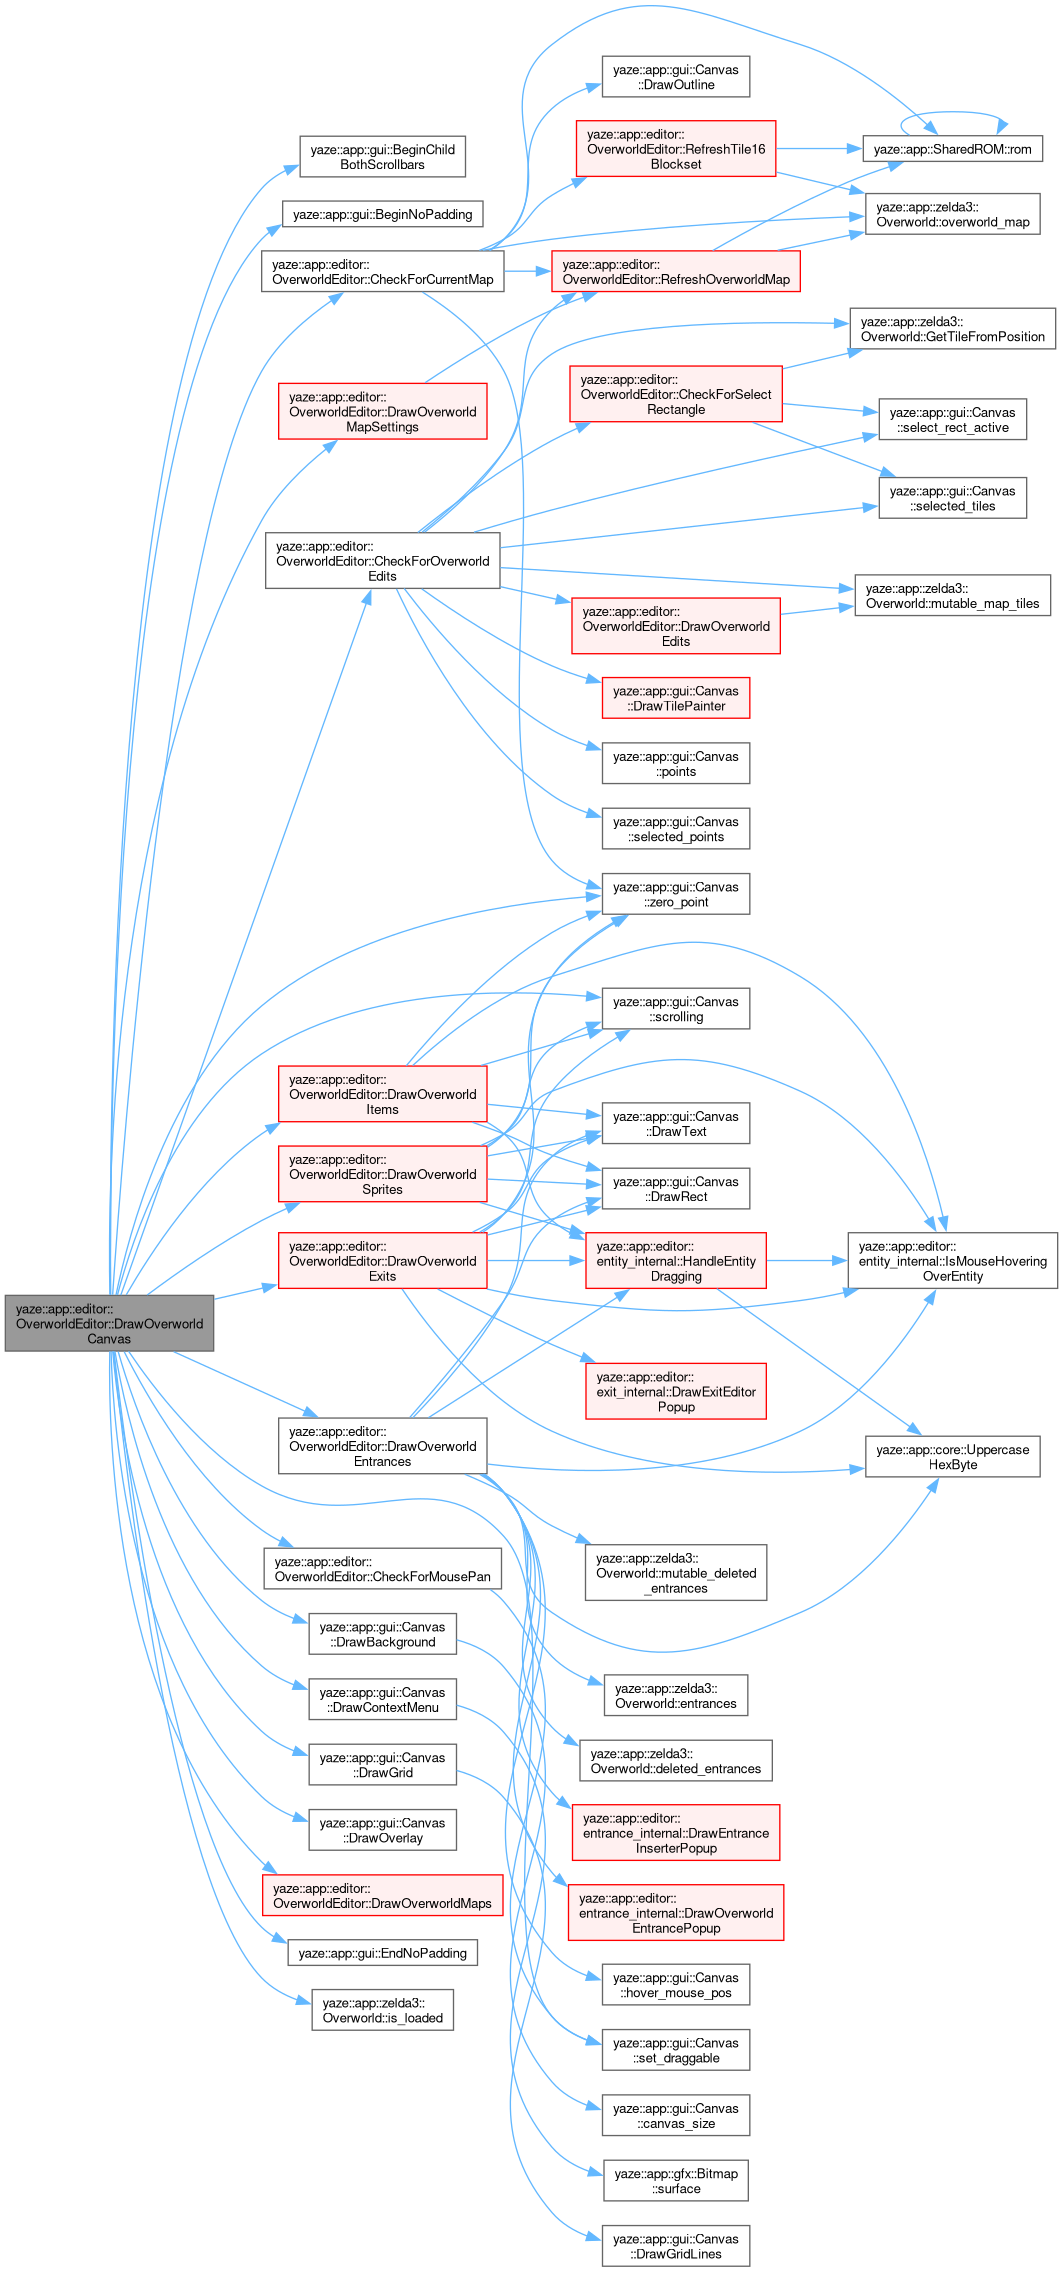 yaze::app::editor::
OverworldEditor::DrawOverworld
Canvas
yaze::app::gui::BeginChild
BothScrollbars
yaze::app::gui::BeginNoPadding
yaze::app::editor::
OverworldEditor::CheckForCurrentMap
yaze::app::editor::
OverworldEditor::DrawOverworld
MapSettings
yaze::app::editor::
OverworldEditor::CheckForOverworld
Edits
yaze::app::editor::
OverworldEditor::DrawOverworld
Items
yaze::app::editor::
OverworldEditor::DrawOverworld
Sprites
yaze::app::editor::
OverworldEditor::DrawOverworld
Exits
yaze::app::editor::
OverworldEditor::DrawOverworld
Entrances
yaze::app::editor::
OverworldEditor::CheckForMousePan
yaze::app::gui::Canvas
::DrawBackground
yaze::app::gui::Canvas
::DrawContextMenu
yaze::app::gui::Canvas
::DrawGrid
yaze::app::gui::Canvas
::DrawOverlay
yaze::app::editor::
OverworldEditor::DrawOverworldMaps
yaze::app::gui::EndNoPadding
yaze::app::zelda3::
Overworld::is_loaded
yaze::app::gui::Canvas
::DrawOutline
yaze::app::editor::
OverworldEditor::RefreshTile16
Blockset
yaze::app::editor::
OverworldEditor::RefreshOverworldMap
yaze::app::editor::
OverworldEditor::CheckForSelect
Rectangle
yaze::app::editor::
OverworldEditor::DrawOverworld
Edits
yaze::app::gui::Canvas
::DrawTilePainter
yaze::app::gui::Canvas
::points
yaze::app::gui::Canvas
::selected_points
yaze::app::gui::Canvas
::zero_point
yaze::app::gui::Canvas
::scrolling
yaze::app::gui::Canvas
::DrawText
yaze::app::gui::Canvas
::DrawRect
yaze::app::editor::
entity_internal::HandleEntity
Dragging
yaze::app::editor::
exit_internal::DrawExitEditor
Popup
yaze::app::zelda3::
Overworld::mutable_deleted
_entrances
yaze::app::zelda3::
Overworld::entrances
yaze::app::zelda3::
Overworld::deleted_entrances
yaze::app::editor::
entrance_internal::DrawEntrance
InserterPopup
yaze::app::editor::
entrance_internal::DrawOverworld
EntrancePopup
yaze::app::gui::Canvas
::hover_mouse_pos
yaze::app::gui::Canvas
::set_draggable
yaze::app::gui::Canvas
::canvas_size
yaze::app::gfx::Bitmap
::surface
yaze::app::gui::Canvas
::DrawGridLines
yaze::app::SharedROM::rom
yaze::app::zelda3::
Overworld::overworld_map
yaze::app::zelda3::
Overworld::GetTileFromPosition
yaze::app::gui::Canvas
::select_rect_active
yaze::app::gui::Canvas
::selected_tiles
yaze::app::zelda3::
Overworld::mutable_map_tiles
yaze::app::editor::
entity_internal::IsMouseHovering
OverEntity
yaze::app::core::Uppercase
HexByte